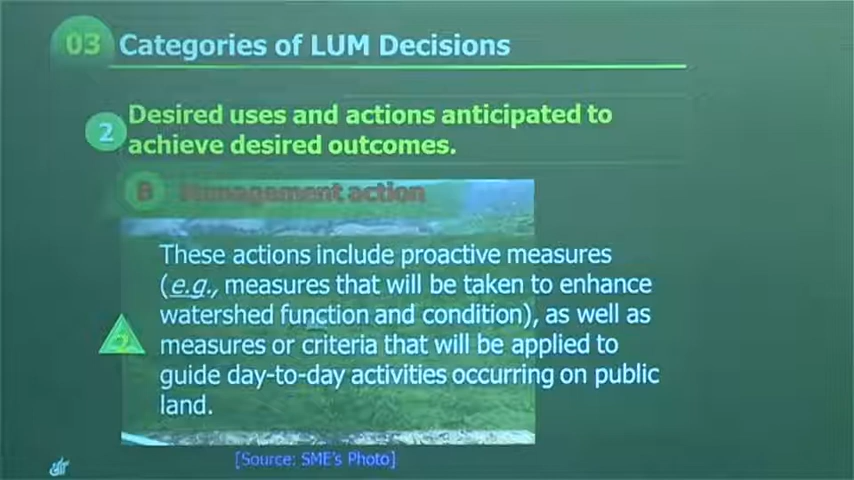 03 Categories of LUM Decisions
2 Desired uses and actions anticipated to
achieve desired outcomes.
B Management action
These actions include proactive measures
(e.g., measures that will be taken to enhance
watershed function and condition), as well as
2 measures or criteria that will be applied to
guide day-to-day activities occurring on public
land.
[Source: SME's Photo]